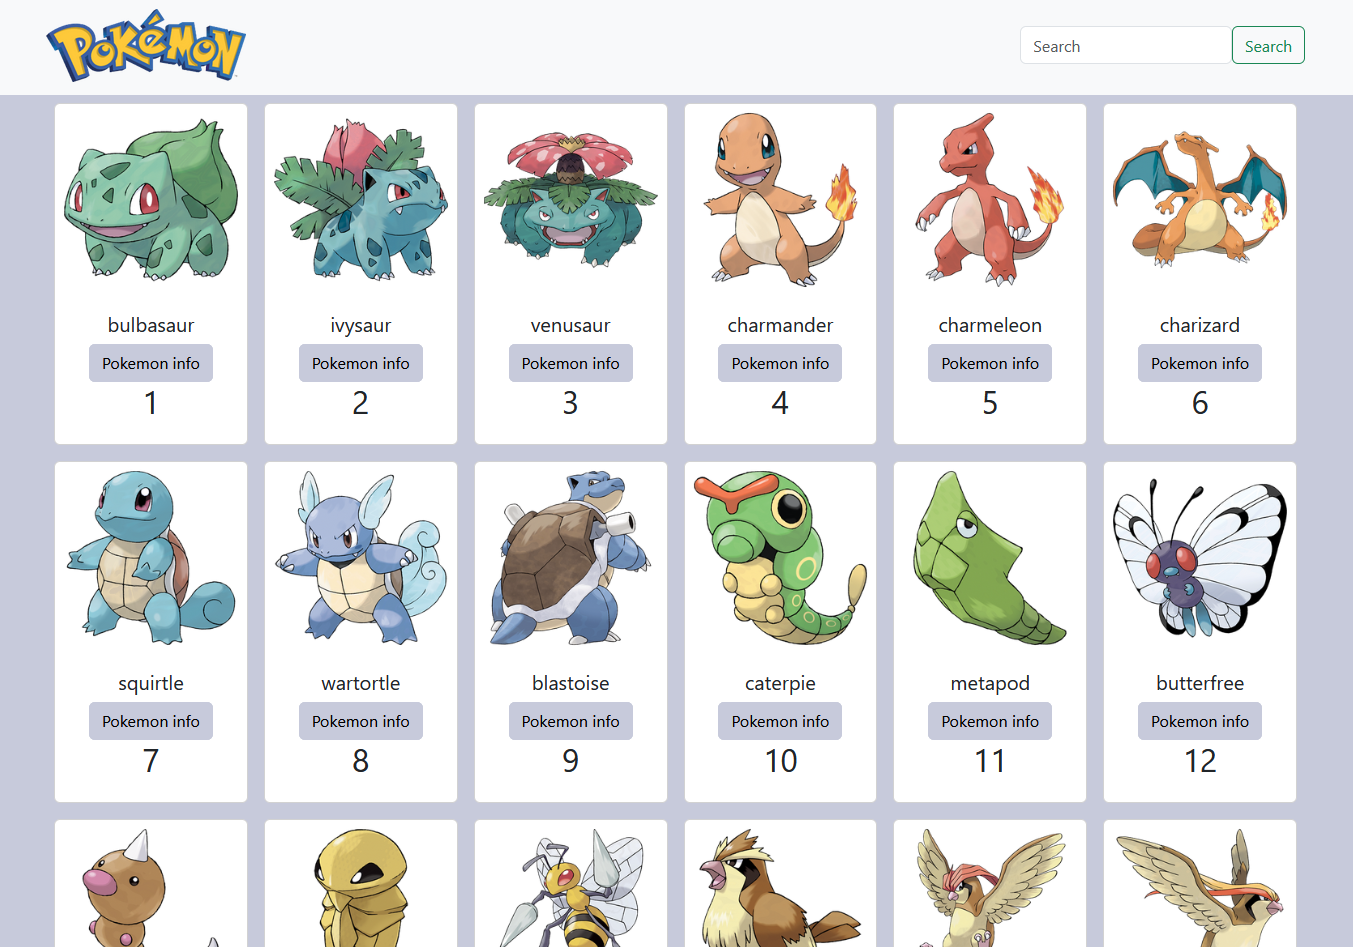 POKéMON
Search
Search
bulbasaur
Pokemon info
1
ivysaur
Pokemon info
2
venusaur
Pokemon info
3
charmander
Pokemon info
4
charmeleon
Pokemon info
5
charizard
Pokemon info
6
squirtle
Pokemon info
7
wartortle
Pokemon info
8
blastoise
Pokemon info
9
caterpie
Pokemon info
10
metapod
Pokemon info
11
butterfree
Pokemon info
12